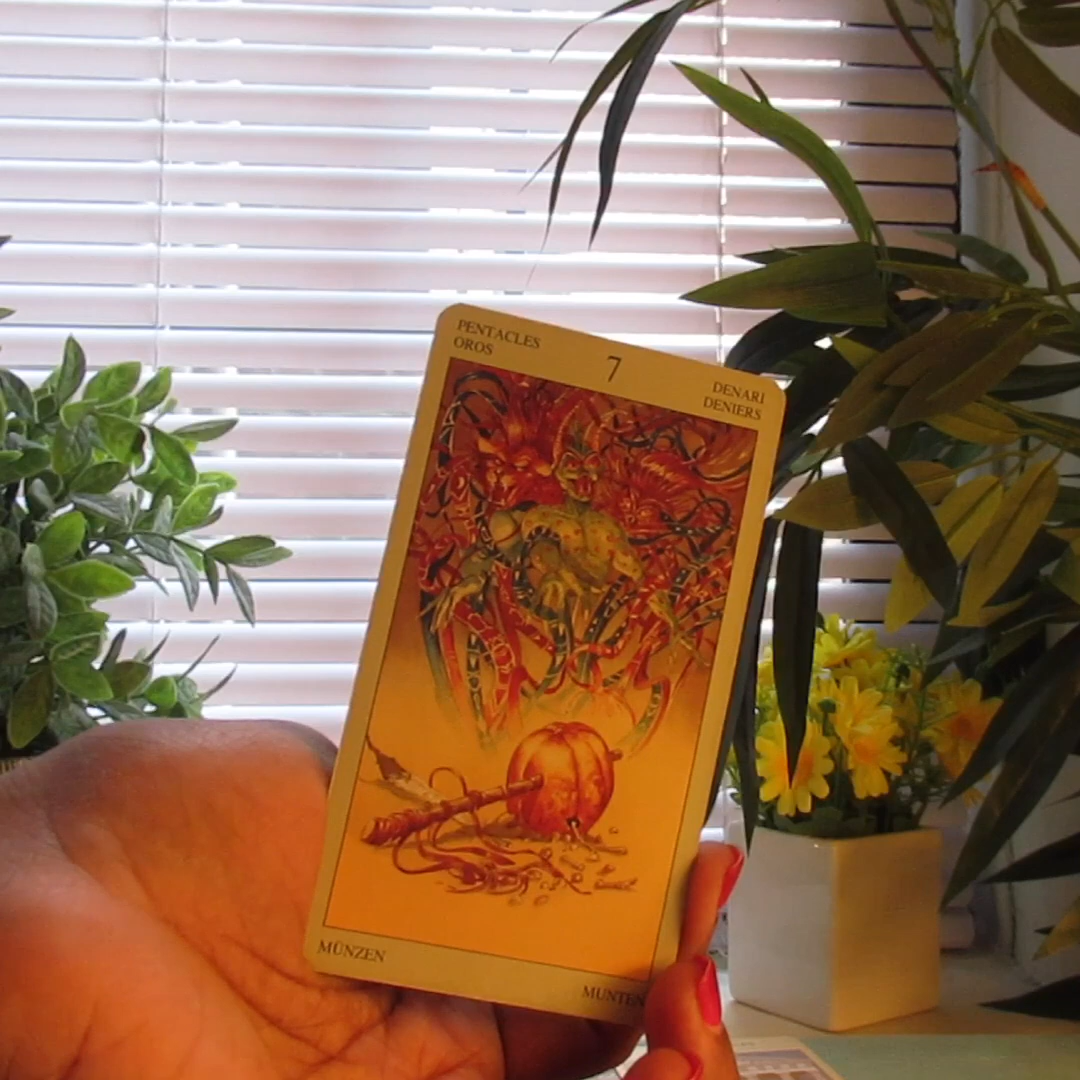 PENTACLES
OROS
7
DENARI
DENIERS
MÜNZEN
MUNTEN